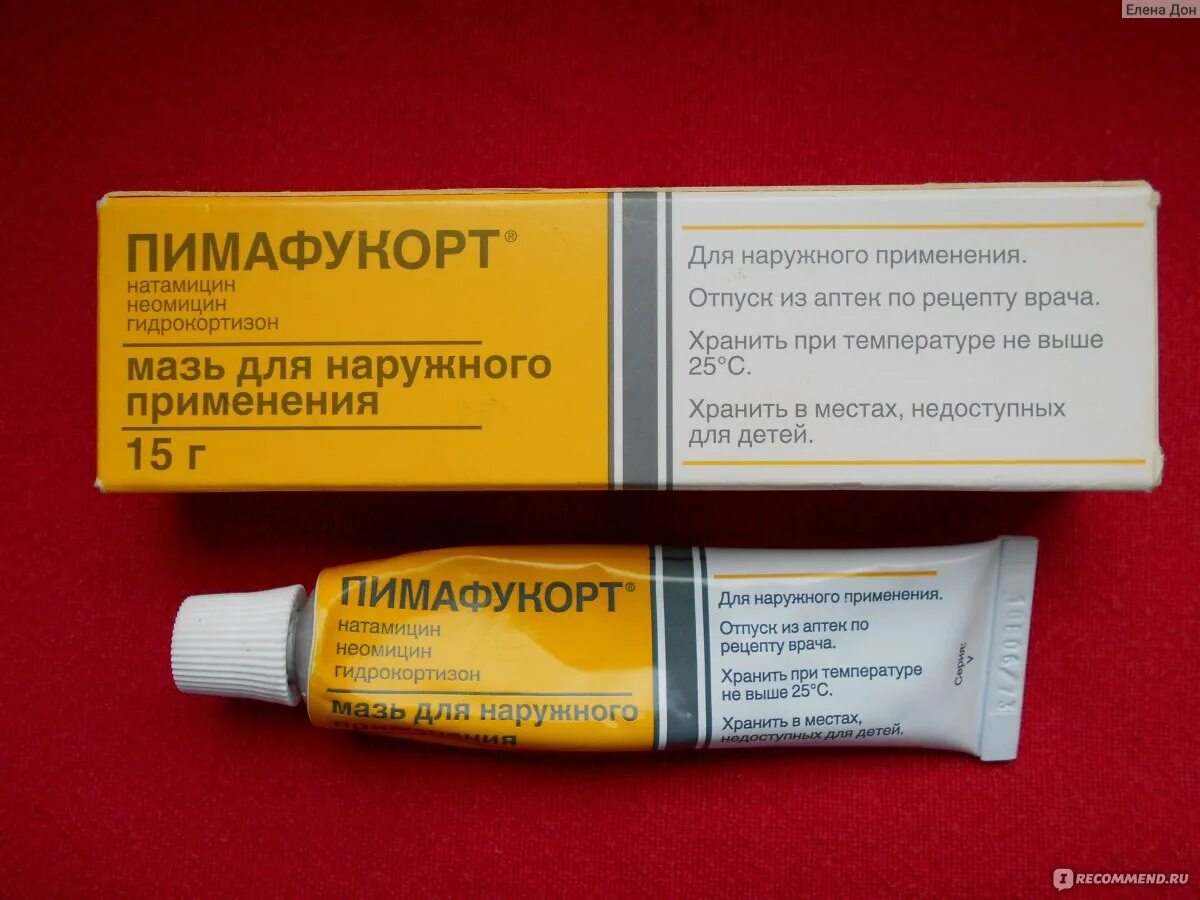 Елена Дон
ПИМАФУКОРТ®
натамицин
неомицин
гидрокортизон
мазь для наружного
применения
15 г
Для наружного применения.
Отпуск из аптек по рецепту врача.
Хранить при температуре не выше
25°C.
Хранить в местах, недоступных
для детей.
ПИМАФУКОРТ®
натамицин
неомицин
гидрокортизон
мазь для наружного
применения
Для наружного применения.
Отпуск из аптек по
рецепту врача.
Хранить при температуре
не выше 25°C.
Хранить в местах,
недоступных для детей.
Серия:
V
IRECOMMEND.RU